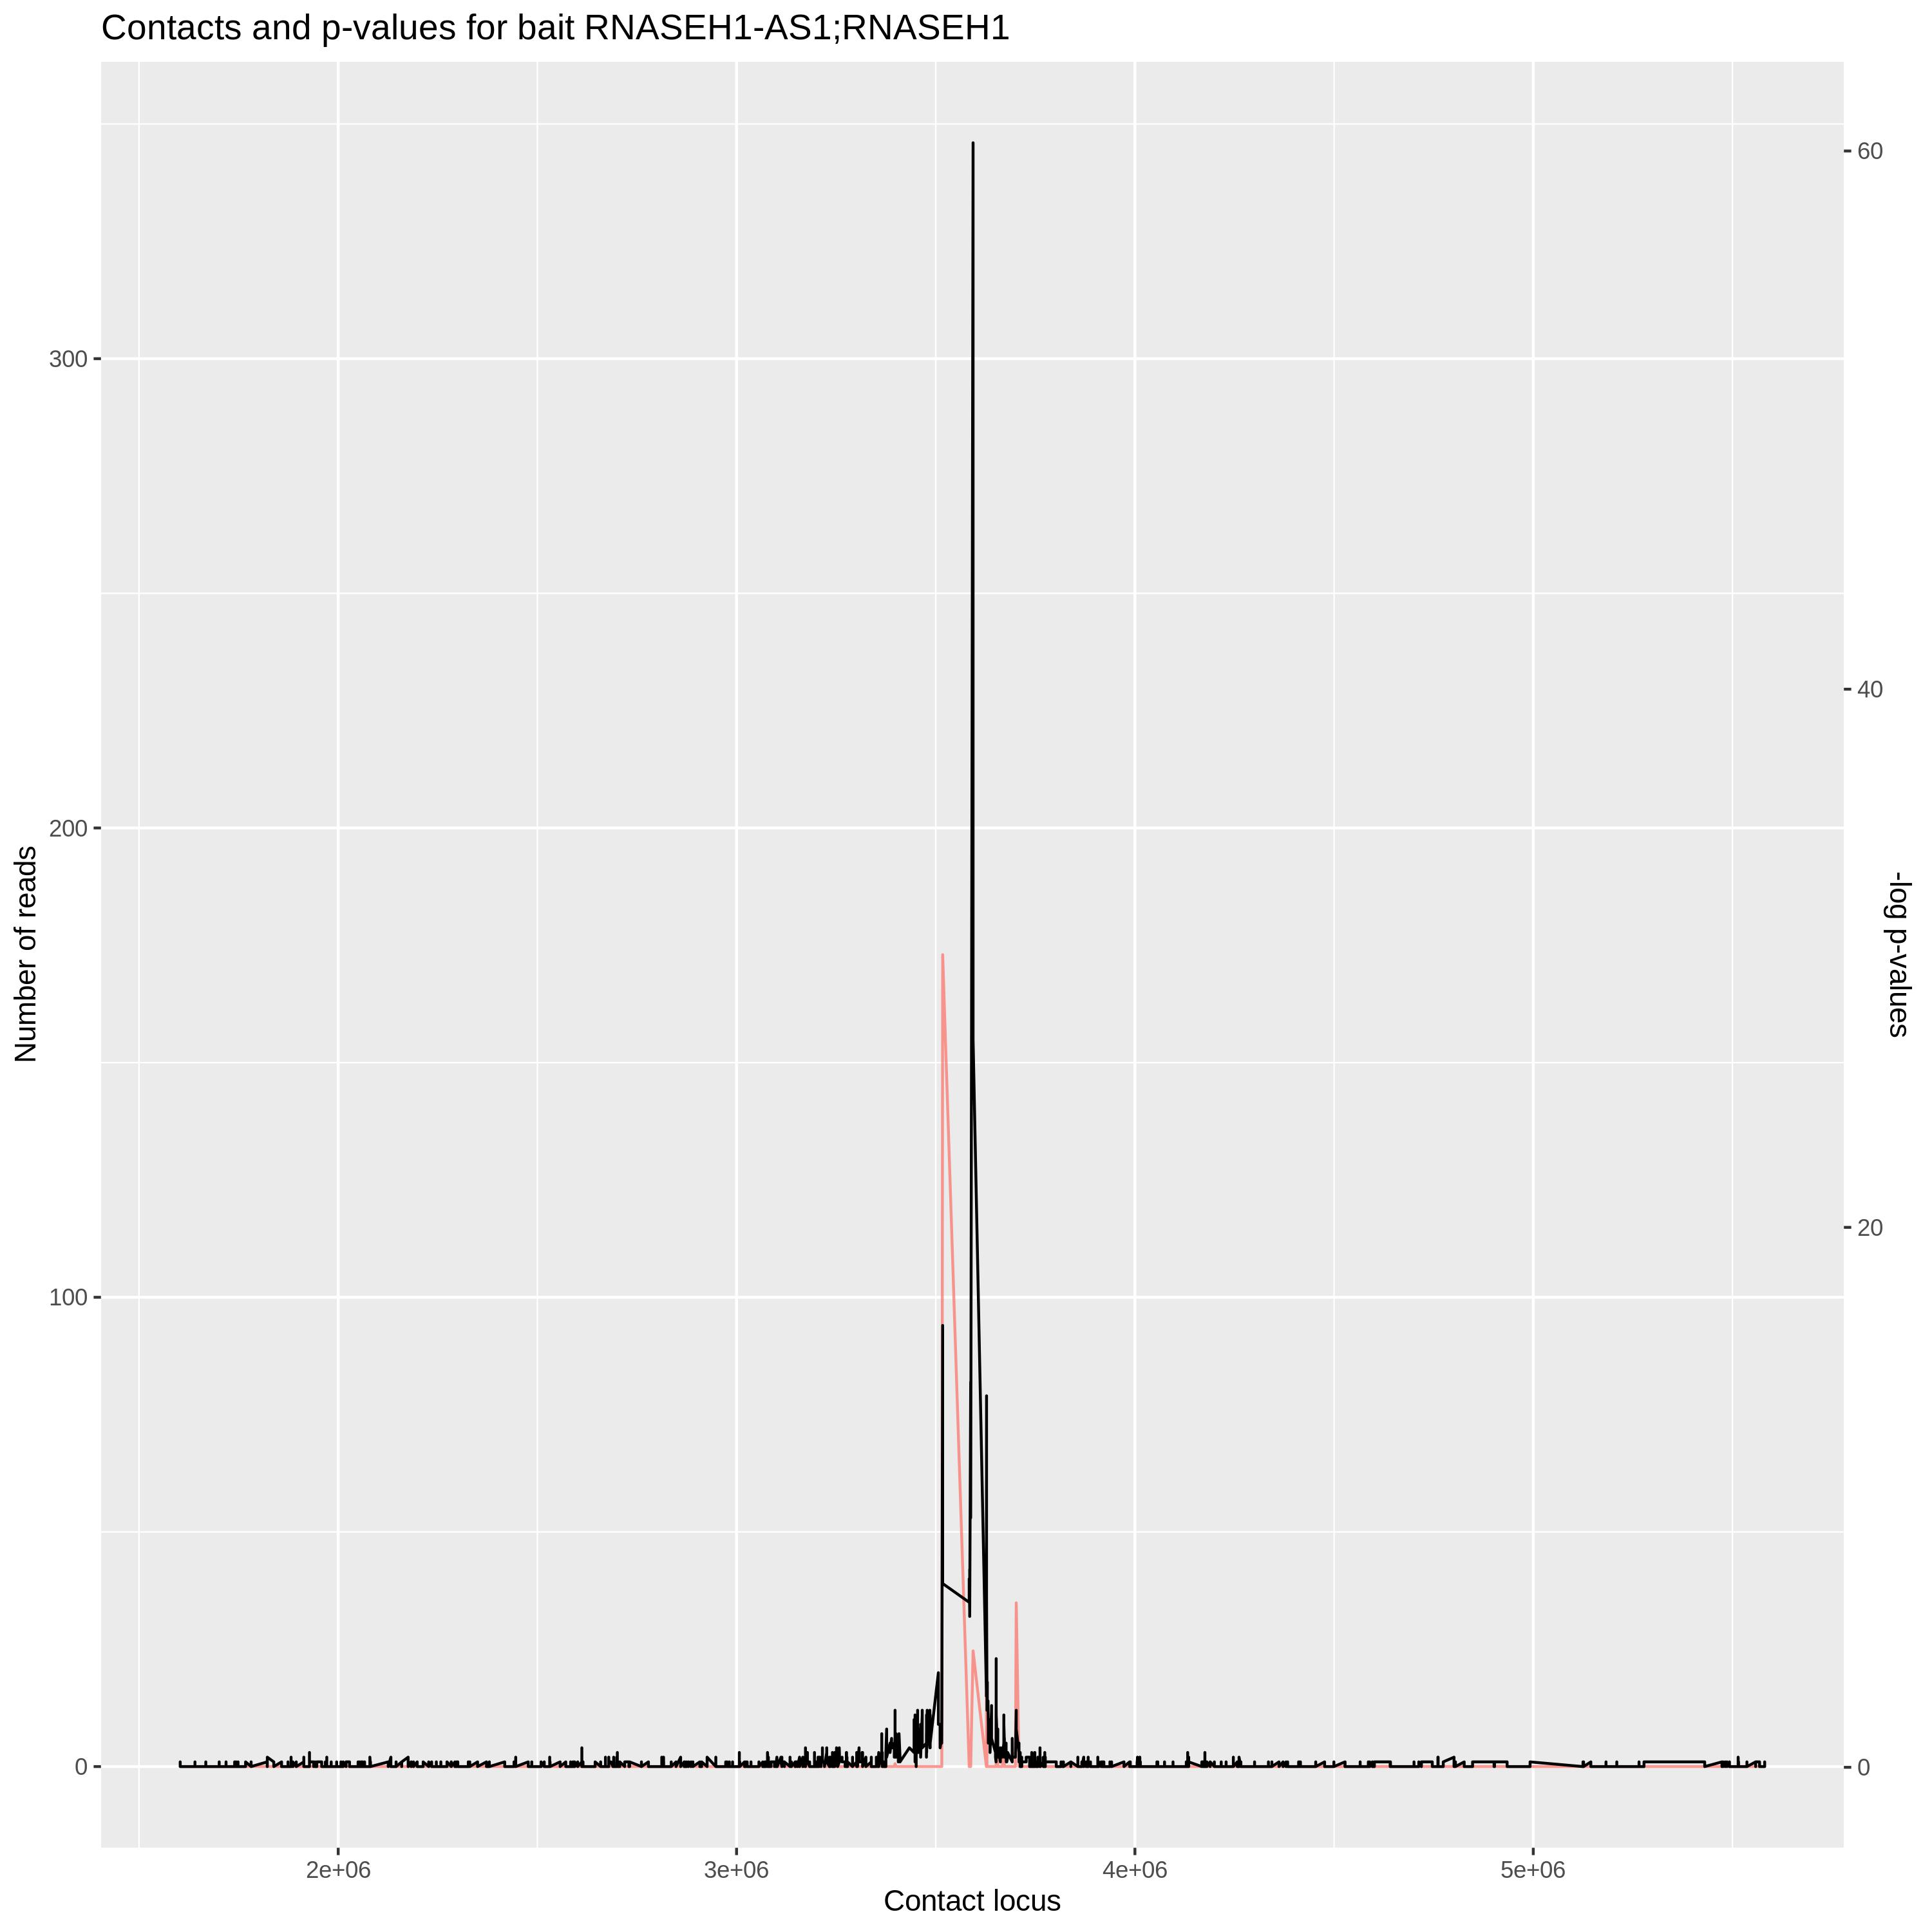 Contacts and p-values for bait RNASEH1-AS1;RNASEH1
Number of reads
300
200
100
0
60
40
20
0
-log p-values
2e+06 3e+06 4e+06 5e+06
Contact locus